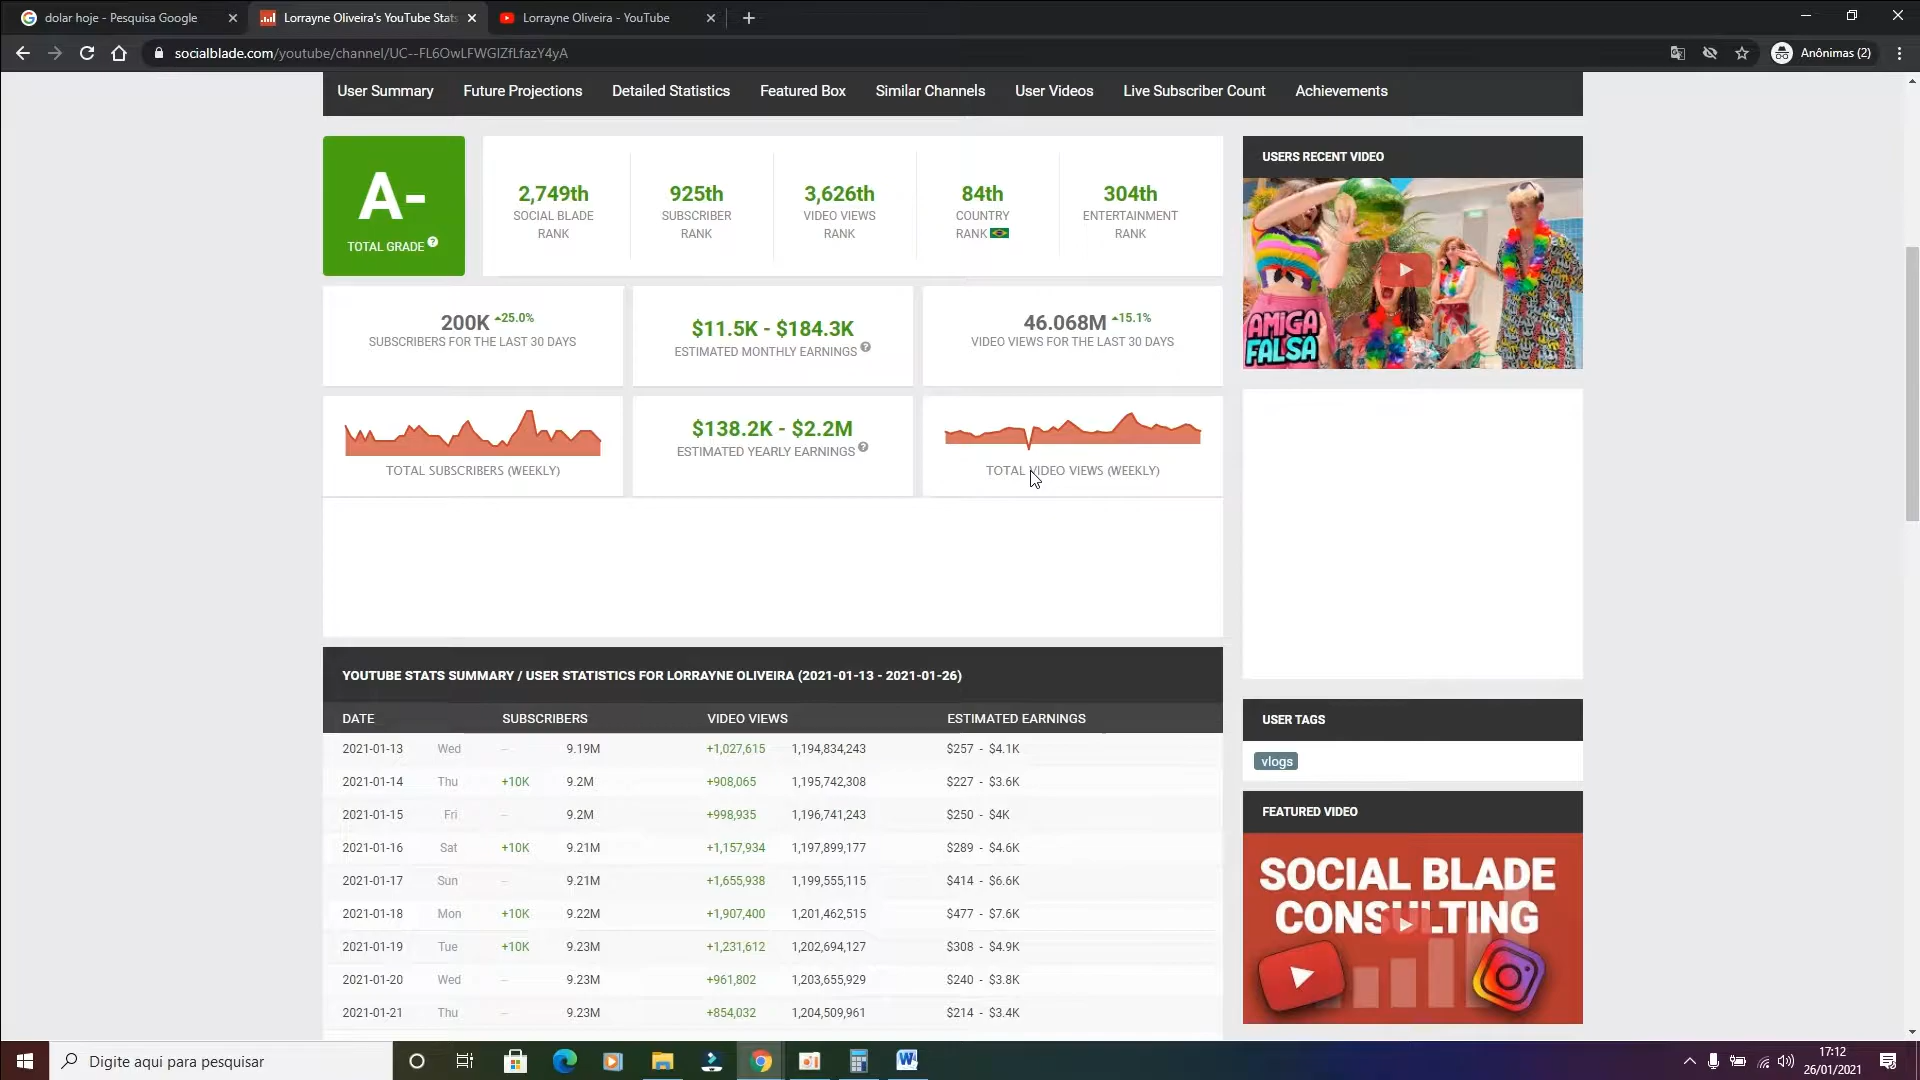 dolar hoje - Pesquisa Google
Lorrayne Oliveira's YouTube Stats
Lorrayne Oliveira - YouTube
socialblade.com/youtube/channel/UC--FL6OwLFWGlZfLfazY4yA
Anônimas (2)
User Summary Future Projections Detailed Statistics Featured Box Similar Channels User Videos Live Subscriber Count Achievements
A-
TOTAL GRADE
2,749th
SOCIAL BLADE
RANK
925th
SUBSCRIBER
RANK
3,626th
VIDEO VIEWS
RANK
84th
COUNTRY
RANK
304th
ENTERTAINMENT
RANK
200K 25.0%
SUBSCRIBERS FOR THE LAST 30 DAYS
$11.5K - $184.3K
ESTIMATED MONTHLY EARNINGS
46.068M 15.1%
VIDEO VIEWS FOR THE LAST 30 DAYS
TOTAL SUBSCRIBERS (WEEKLY)
$138.2K - $2.2M
ESTIMATED YEARLY EARNINGS
TOTAL VIDEO VIEWS (WEEKLY)
YOUTUBE STATS SUMMARY / USER STATISTICS FOR LORRAYNE OLIVEIRA (2021-01-13 - 2021-01-26)
DATE SUBSCRIBERS VIDEO VIEWS ESTIMATED EARNINGS
2021-01-13 Wed -- 9.19M +1,027,615 1,194,834,243 $257 - $4.1K
2021-01-14 Thu +10K 9.2M +908,065 1,195,742,308 $227 - $3.6K
2021-01-15 Fri -- 9.2M +998,935 1,196,741,243 $250 - $4K
2021-01-16 Sat +10K 9.21M +1,157,934 1,197,899,177 $289 - $4.6K
2021-01-17 Sun -- 9.21M +1,655,938 1,199,555,115 $414 - $6.6K
2021-01-18 Mon +10K 9.22M +1,907,400 1,201,462,515 $477 - $7.6K
2021-01-19 Tue +10K 9.23M +1,231,612 1,202,694,127 $308 - $4.9K
2021-01-20 Wed -- 9.23M +961,802 1,203,655,929 $240 - $3.8K
2021-01-21 Thu -- 9.23M +854,032 1,204,509,961 $214 - $3.4K
USERS RECENT VIDEO
AMIGA
FALSA
USER TAGS
vlogs
FEATURED VIDEO
SOCIAL BLADE
CONSULTING
Digite aqui para pesquisar
17:12
26/01/2021